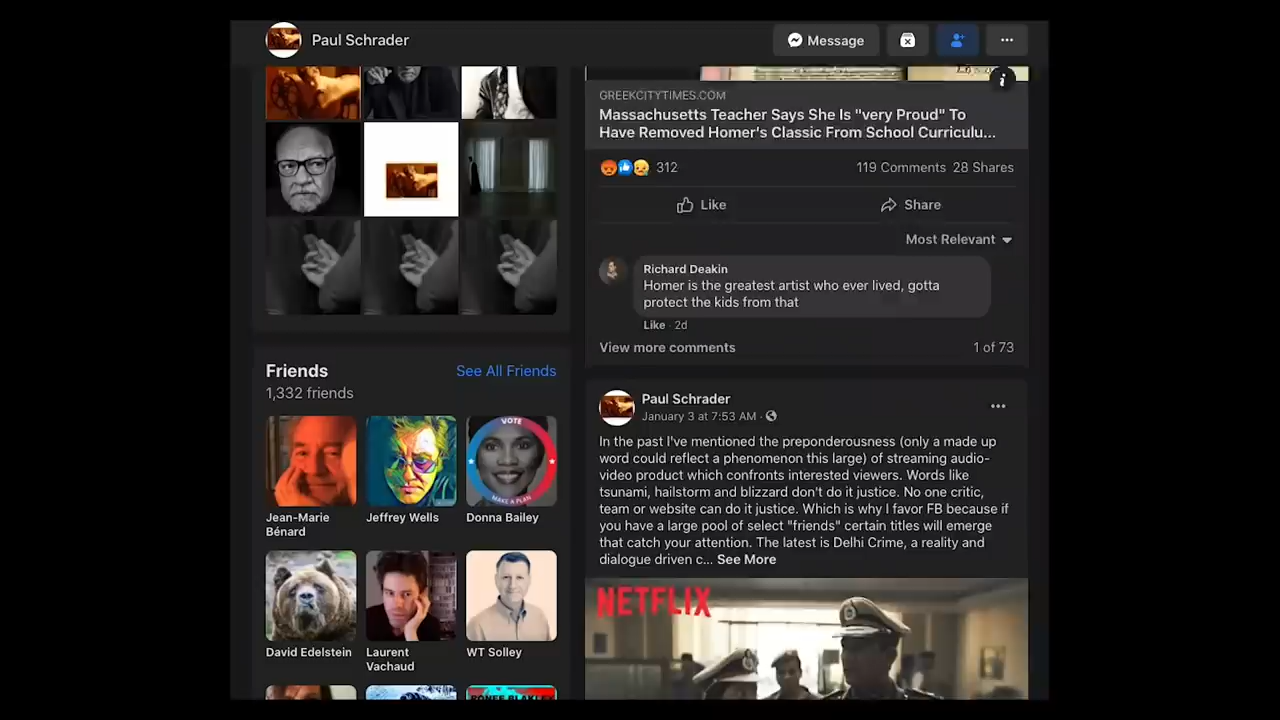 Paul Schrader
Message
GREEKCITYTIMES.COM
Massachusetts Teacher Says She Is "very Proud" To
Have Removed Homer's Classic From School Curriculu...
312
119 Comments 28 Shares
Like
Share
Most Relevant
Richard Deakin
Homer is the greatest artist who ever lived, gotta
protect the kids from that
Like · 2d
View more comments
1 of 73
Friends
See All Friends
1,332 friends
VOTE
MAKE A PLAN
Jean-Marie
Bénard
Jeffrey Wells
Donna Bailey
David Edelstein
Laurent
Vachaud
WT Solley
Paul Schrader
January 3 at 7:53 AM ·
In the past I've mentioned the preponderousness (only a made up
word could reflect a phenomenon this large) of streaming audio-
video product which confronts interested viewers. Words like
tsunami, hailstorm and blizzard don't do it justice. No one critic,
team or website can do it justice. Which is why I favor FB because if
you have a large pool of select "friends" certain titles will emerge
that catch your attention. The latest is Delhi Crime, a reality and
dialogue driven c... See More
NETFLIX